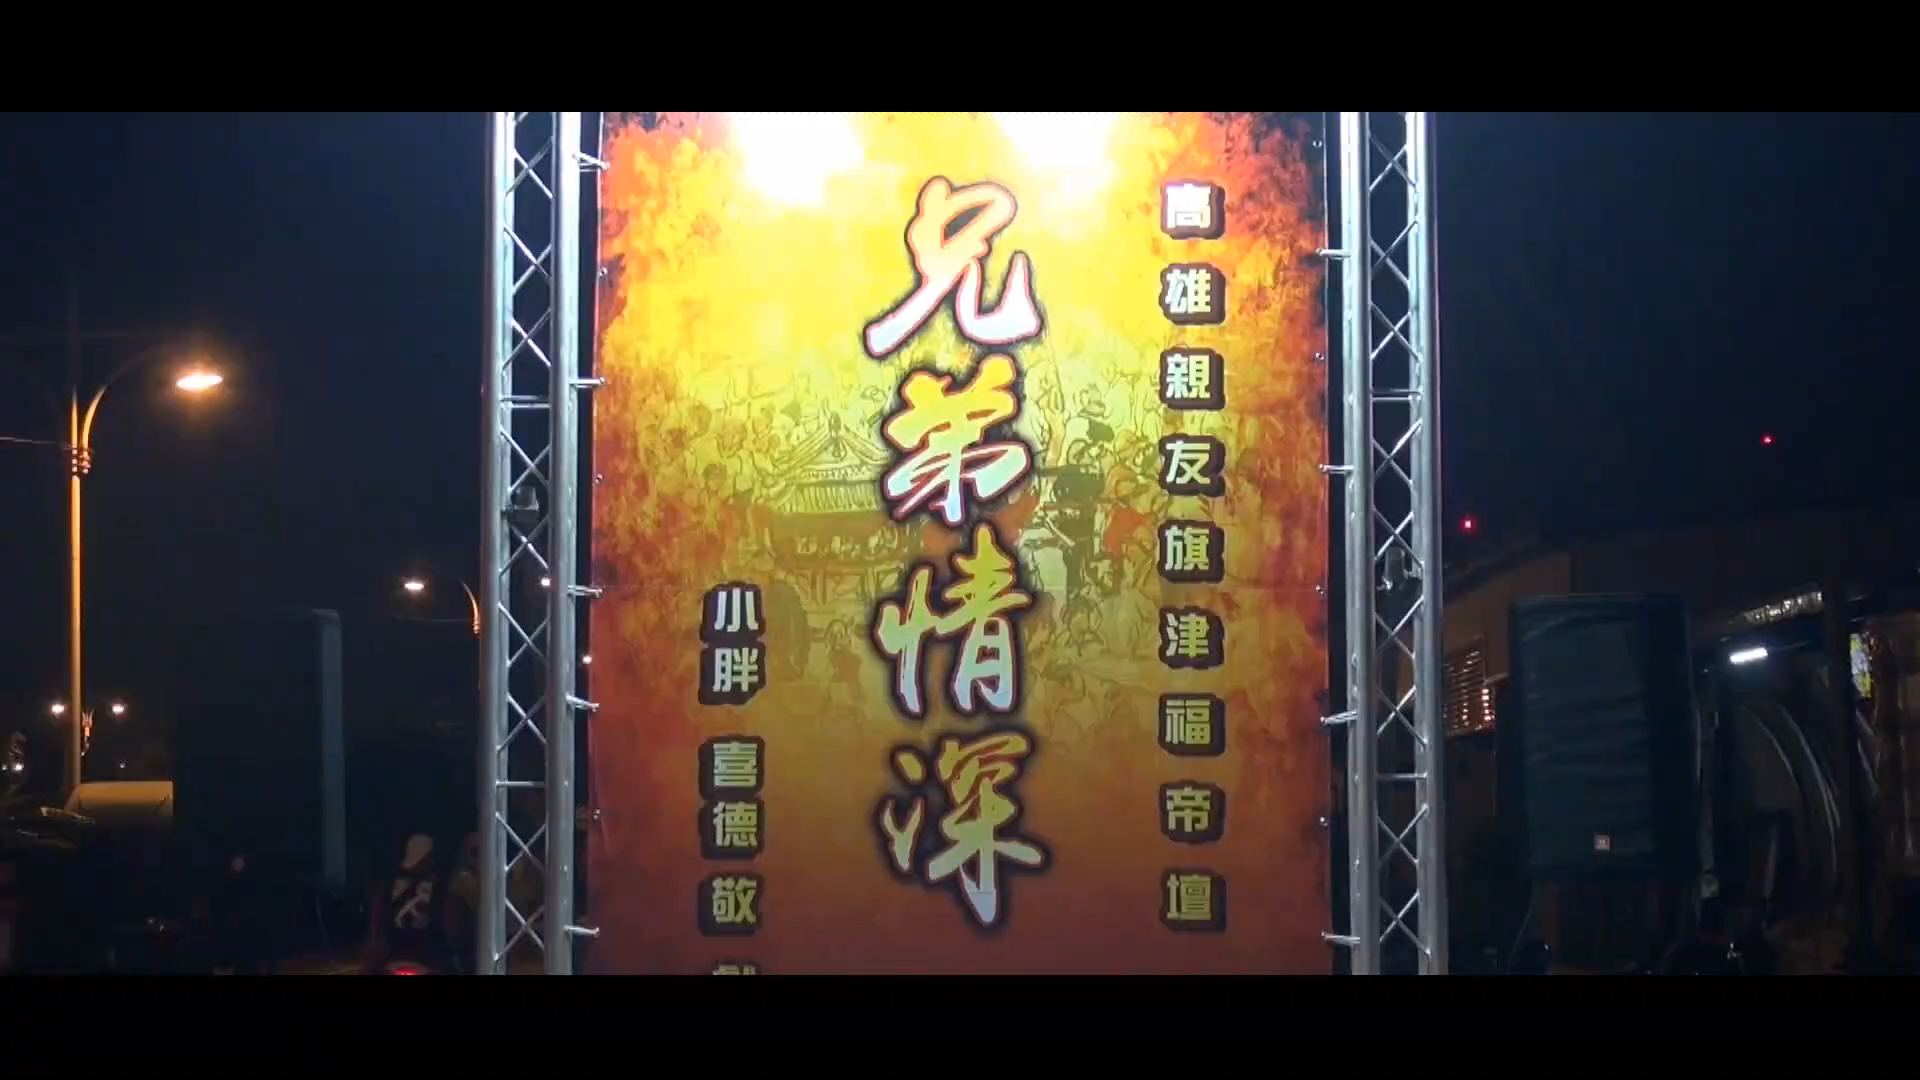 高雄親友旗津福帝壇
兄弟情深
小胖 喜德敬